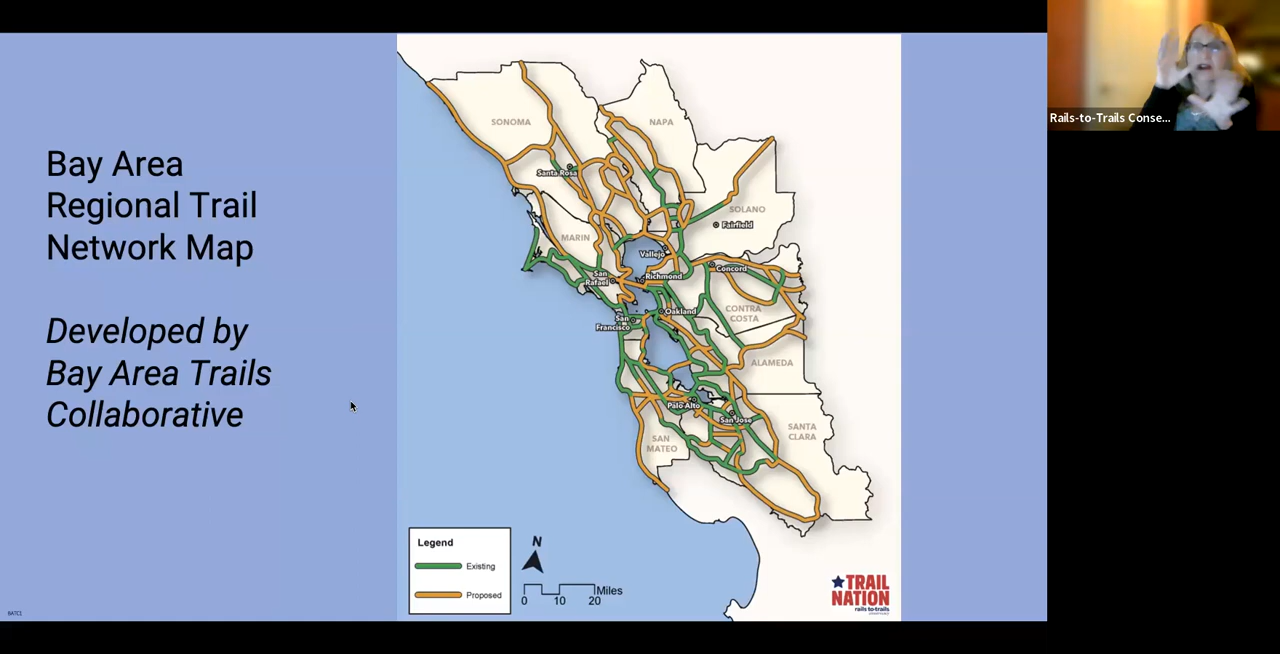 Bay Area
Regional Trail
Network Map
Developed by
Bay Area Trails
Collaborative
SONOMA
NAPA
Santa Rosa
SOLANO
Fairfield
MARIN
Vallejo
Concord
San
Rafael
Richmond
CONTRA
COSTA
Oakland
San
Francisco
ALAMEDA
Palo Alto
San Jose
SANTA
CLARA
SAN
MATEO
Legend
Existing
Proposed
N
Miles
0 10 20
TRAIL
NATION
rails-to-trails
conservancy
Rails-to-Trails Conse...